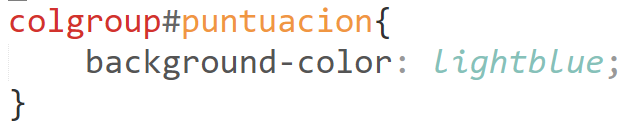 colgroup#puntuacion{
    background-color: lightblue;
}